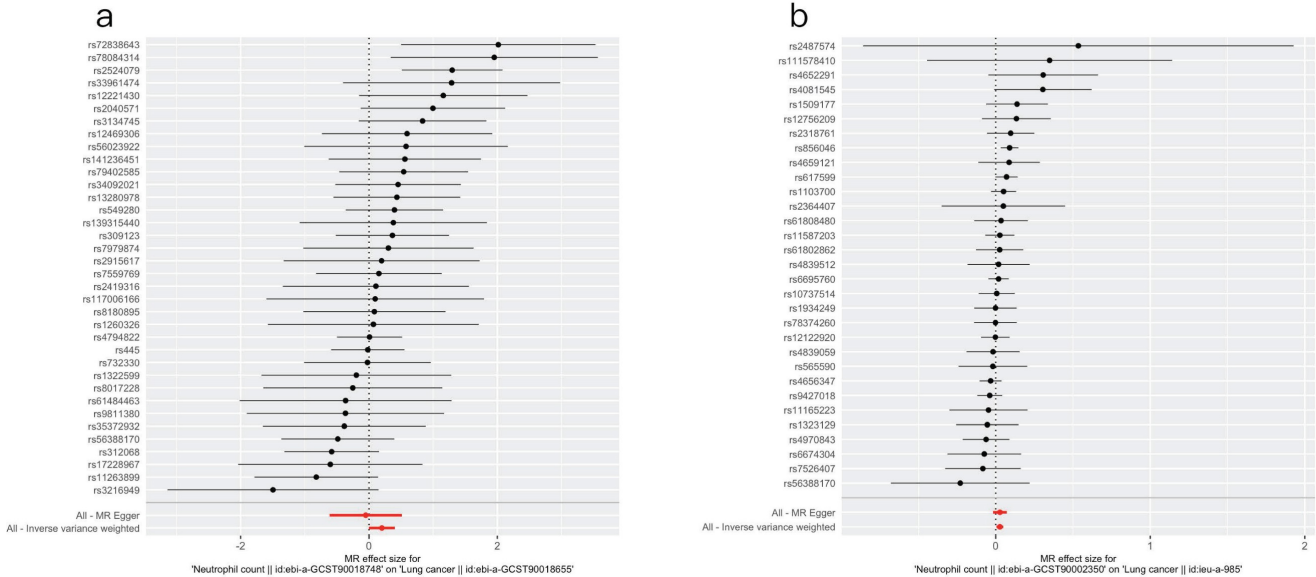 a
rs72838643
rs78084314
rs2524079
rs33961474
rs12221430
rs2040571
rs3134745
rs12469306
rs56023922
rs141236451
rs79402585
rs34092021
rs13280978
rs549280
rs139315440
rs309123
rs7979874
rs2915617
rs7559769
rs2419316
rs117006166
rs8180895
rs1260326
rs4794822
rs445
rs732330
rs1322599
rs8017228
rs61484463
rs9811380
rs35372932
rs56388170
rs312068
rs17228967
rs11263899
rs3216949
All - MR Egger
All - Inverse variance weighted
-2 0 2
MR effect size for
'Neutrophil count || id:ebi-a-GCST90018748' on 'Lung cancer || id:ebi-a-GCST90018655'
b
rs2487574
rs111578410
rs4652291
rs4081545
rs1509177
rs12756209
rs2318761
rs856046
rs4659121
rs617599
rs1103700
rs2364407
rs61808480
rs11587203
rs61802862
rs4839512
rs6695760
rs10737514
rs1934249
rs78374260
rs12122920
rs4839059
rs565590
rs4656347
rs9427018
rs11165223
rs1323129
rs4970843
rs6674304
rs7526407
rs56388170
All - MR Egger
All - Inverse variance weighted
0 1 2
MR effect size for
'Neutrophil count || id:ebi-a-GCST90002350' on 'Lung cancer || id:ieu-a-985'